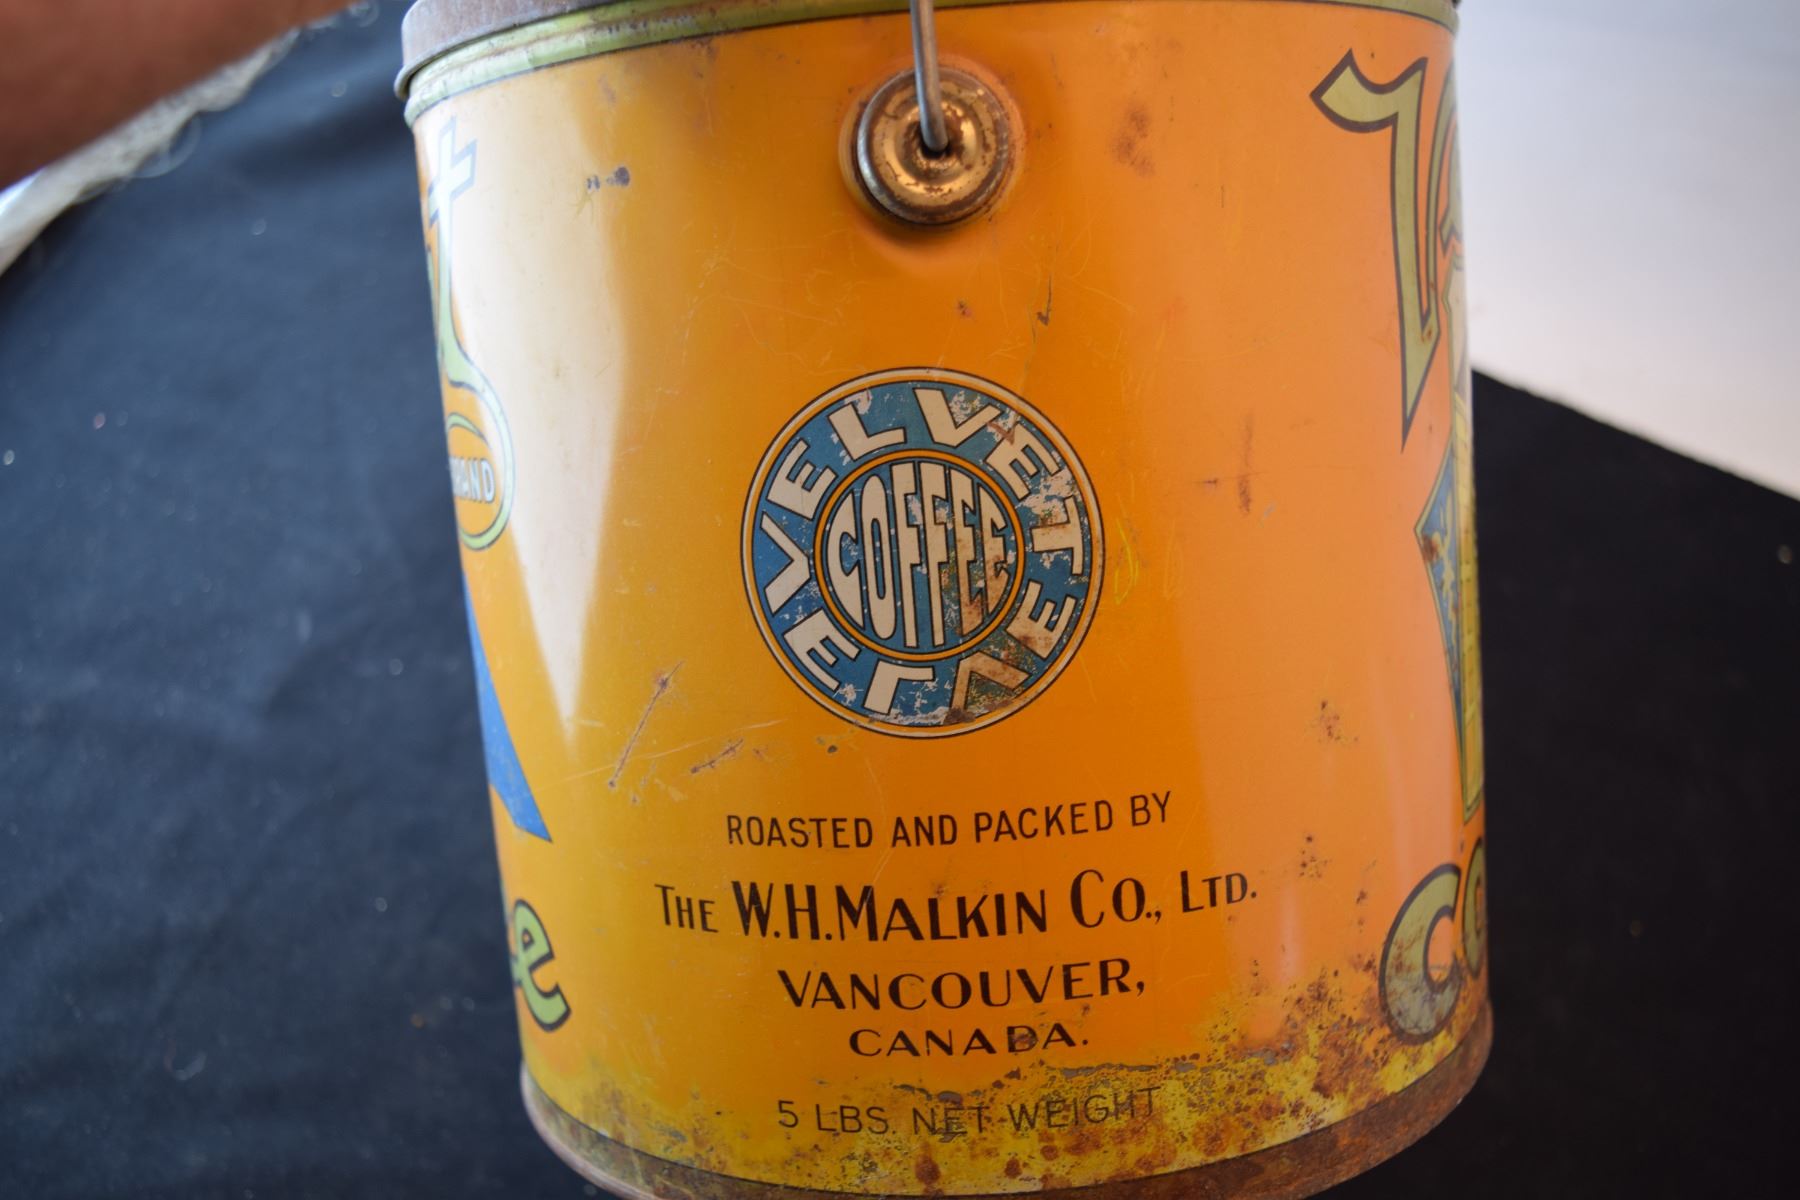 VELVET VELVET
COFFEE
ROASTED AND PACKED BY
THE W.H. MALKIN CO., LTD.
VANCOUVER,
CANADA.
5 LBS. NET WEIGHT